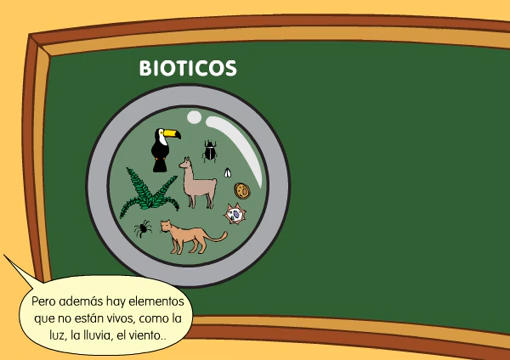 BIOTICOS
Pero además hay elementos
que no están vivos, como la
luz, la lluvia, el viento..